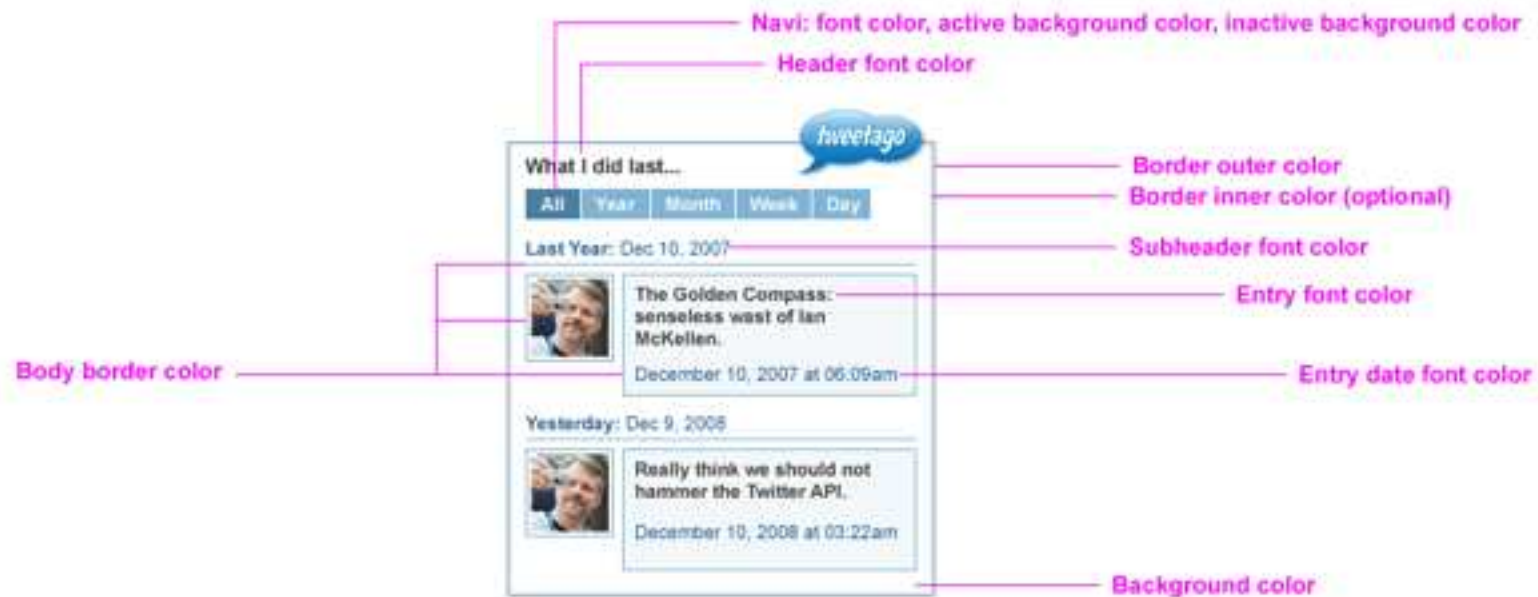 Navi: font color, active background color, inactive background color
Header font color
tweetago
What I did last...
Border outer color
All Year Month Week Day
Border inner color (optional)
Last Year: Dec 10, 2007
Subheader font color
The Golden Compass:
senseless wast of Ian
McKellen.
Entry font color
Body border color
December 10, 2007 at 06:09am
Entry date font color
Yesterday: Dec 9, 2008
Really think we should not
hammer the Twitter API.
December 10, 2008 at 03:22am
Background color